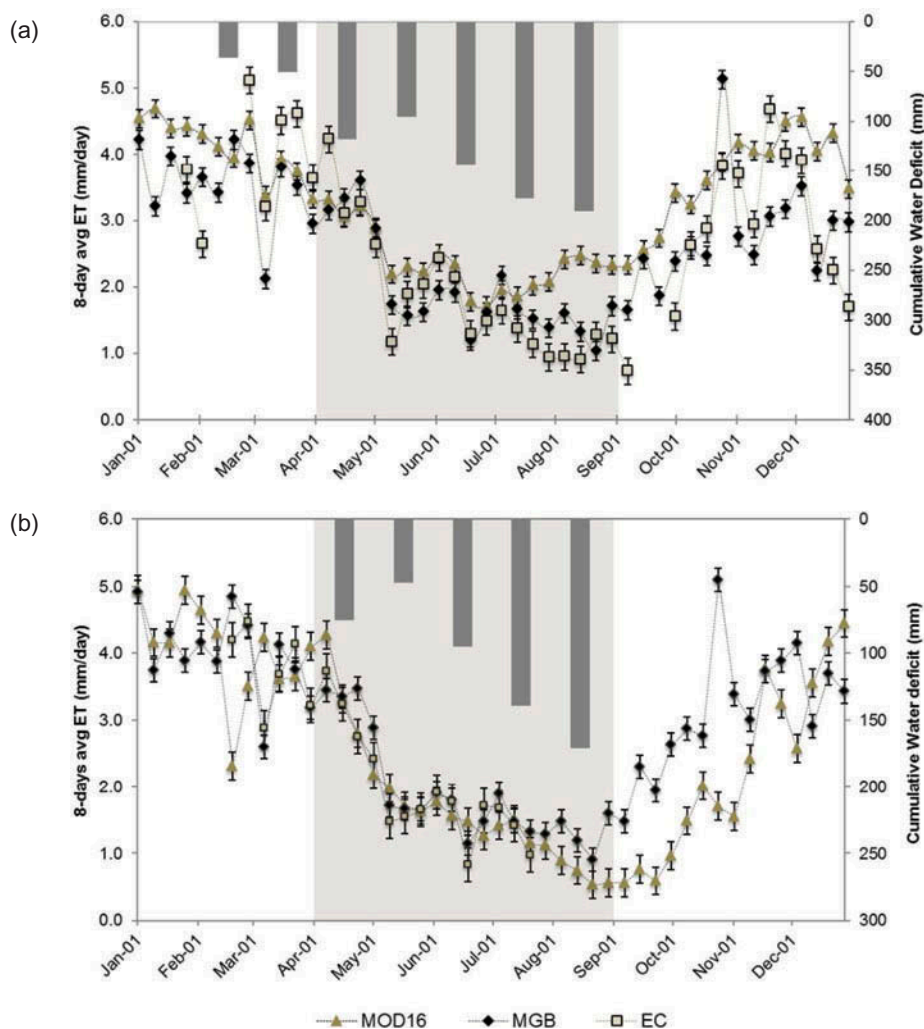 (a)
6.0
5.0
4.0
3.0
2.0
1.0
0.0
8-day avg ET (mm/day)
0
50
100
150
200
250
300
350
400
Cumulative Water Deficit (mm)
Jan-01
Feb-01
Mar-01
Apr-01
May-01
Jun-01
Jul-01
Aug-01
Sep-01
Oct-01
Nov-01
Dec-01
(b)
6.0
5.0
4.0
3.0
2.0
1.0
0.0
8-days avg ET (mm/day)
0
50
100
150
200
250
300
Cumulative Water deficit (mm)
Jan-01
Feb-01
Mar-01
Apr-01
May-01
Jun-01
Jul-01
Aug-01
Sep-01
Oct-01
Nov-01
Dec-01
MOD16
MGB
EC